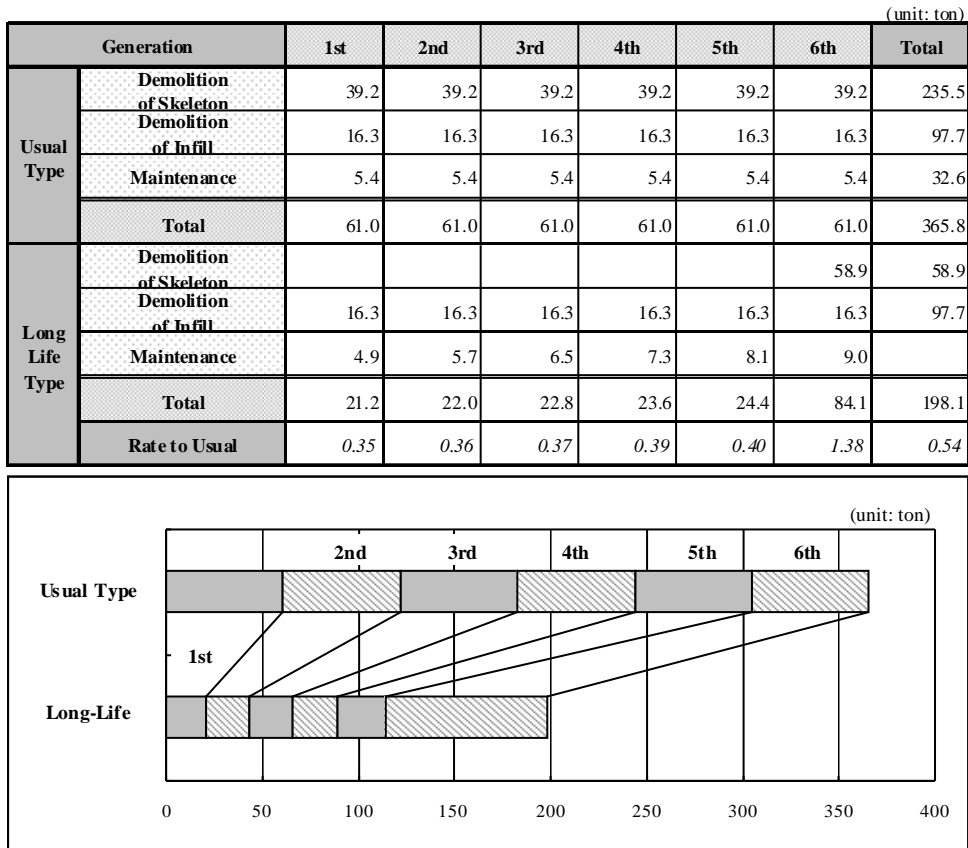 (unit: ton)
Generation 1st 2nd 3rd 4th 5th 6th Total
Usual Type
Demolition of Skeleton 39.2 39.2 39.2 39.2 39.2 39.2 235.5
Demolition of Infill 16.3 16.3 16.3 16.3 16.3 16.3 97.7
Maintenance 5.4 5.4 5.4 5.4 5.4 5.4 32.6
Total 61.0 61.0 61.0 61.0 61.0 61.0 365.8
Long Life Type
Demolition of Skeleton 58.9 58.9
Demolition of Infill 16.3 16.3 16.3 16.3 16.3 16.3 97.7
Maintenance 4.9 5.7 6.5 7.3 8.1 9.0
Total 21.2 22.0 22.8 23.6 24.4 84.1 198.1
Rate to Usual 0.35 0.36 0.37 0.39 0.40 1.38 0.54
(unit: ton)
2nd 3rd 4th 5th 6th
Usual Type
1st
Long-Life
0 50 100 150 200 250 300 350 400